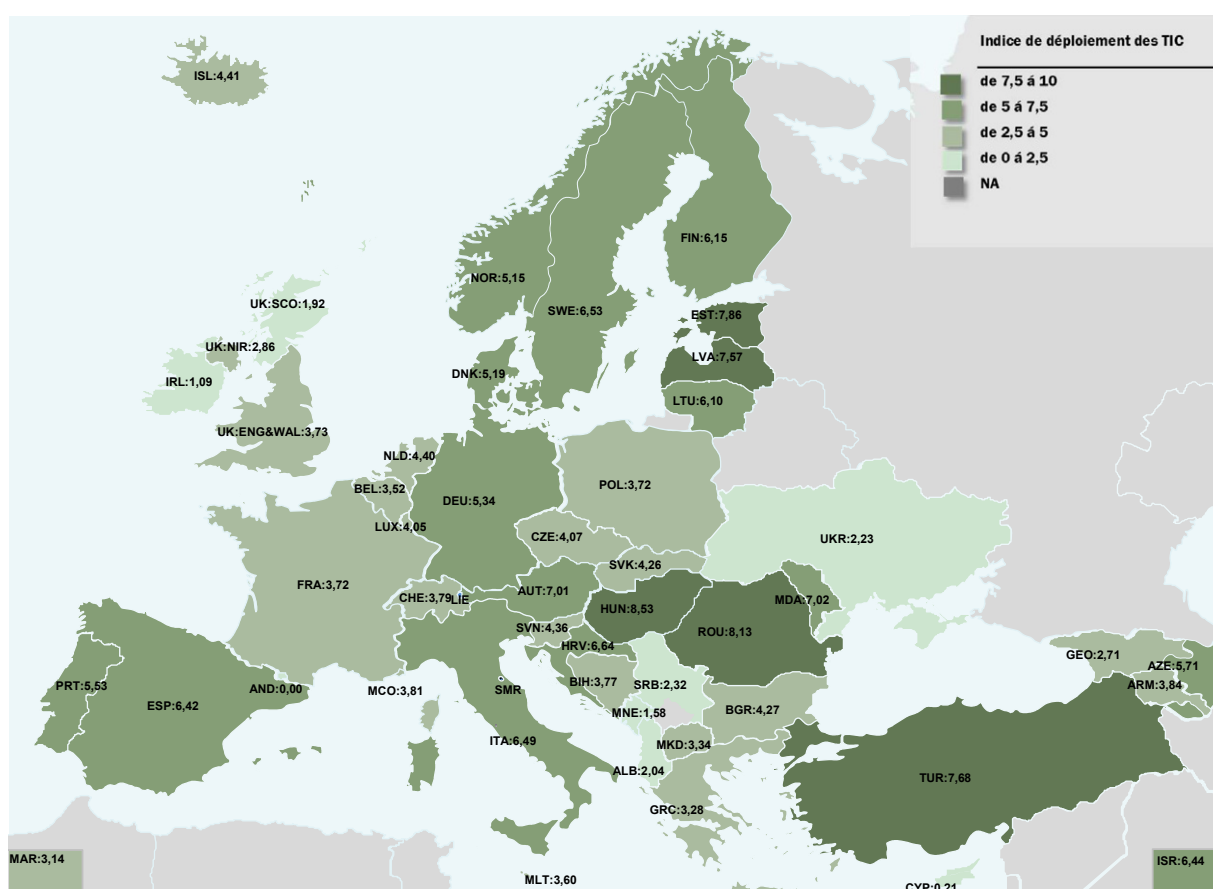 Indice de déploiement des TIC
de 7,5 á 10
de 5 á 7,5
de 2,5 á 5
de 0 á 2,5
NA
ISL:4,41
FIN:6,15
NOR:5,15
UK:SCO:1,92
SWE:6,53
EST:7,86
UK:NIR:2,86
LVA:7,57
DNK:5,19
IRL:1,09
LTU:6,10
UK:ENG&WAL:3,73
NLD:4,40
BEL:3,52
POL:3,72
DEU:5,34
LUX:4,05
CZE:4,07
UKR:2,23
SVK:4,26
FRA:3,72
AUT:7,01
CHE:3,79
LIE
MDA:7,02
HUN:8,53
SVN:4,36
ROU:8,13
HRV:6,64
GEO:2,71
AZE:5,71
PRT:5,53
AND:0,00
MCO:3,81
SMR
BIH:3,77
SRB:2,32
ARM:3,84
ESP:6,42
MNE:1,58
BGR:4,27
ITA:6,49
MKD:3,34
ALB:2,04
TUR:7,68
GRC:3,28
MAR:3,14
ISR:6,44
MLT:3,60
CYP:0,21